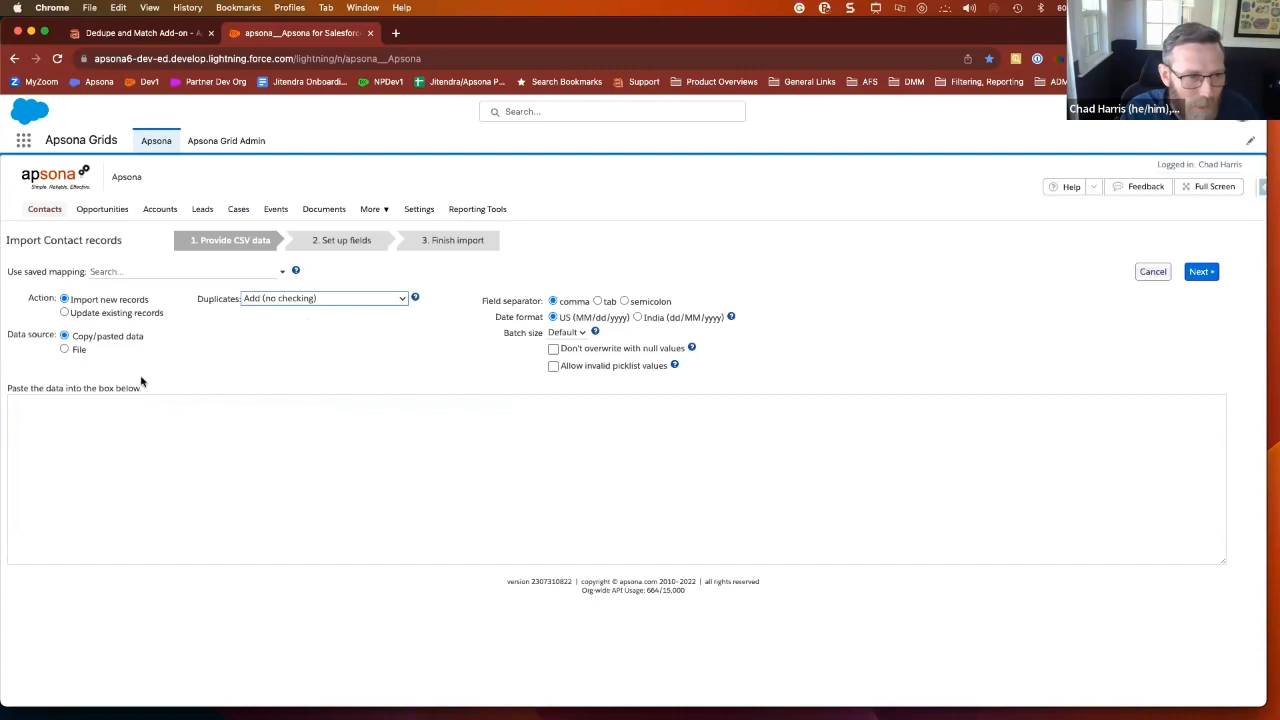 Chrome File Edit View History Bookmarks Profiles Tab Window Help
Dedupe and Match Add-on - A
apsona__Apsona for Salesforce
apsona6-dev-ed.develop.lightning.force.com/lightning/n/apsona__Apsona
MyZoom Apsona Qwil Partner Dev Org Jitendra Onboardi... NPDev1 Jitendra/Apsona P... Search Bookmarks Support Product Overviews General Links AFS DMM Filtering, Reporting ADM
Chad Harris (he/him),...
Search...
Apsona Grids Apsona Apsona Grid Admin
Logged in: Chad Harris
apsona
Simple. Reliable. Effective.
Apsona
Help Feedback Full Screen
Contacts Opportunities Accounts Leads Cases Events Documents More ▼ Settings Reporting Tools
Import Contact records 1. Provide CSV data 2. Set up fields 3. Finish import
Use saved mapping: Search... ?
Cancel Next »
Action: Import new records
Update existing records
Duplicates: Add (no checking) ?
Field separator: comma tab semicolon
Date format US (MM/dd/yyyy) India (dd/MM/yyyy) ?
Batch size Default ?
Data source: Copy/pasted data
File
Don't overwrite with null values ?
Allow invalid picklist values ?
Paste the data into the box below.
version 2307310822 | copyright © apsona.com 2010-2022 | all rights reserved
Org-wide API Usage: 664/15,000